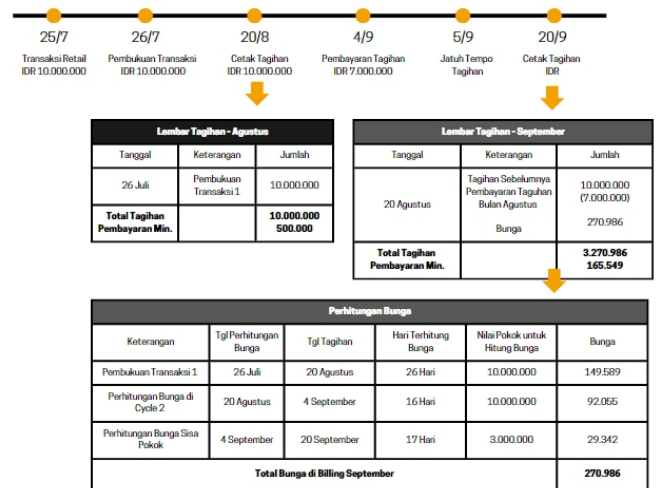 25/7 26/7 20/8 4/9 5/9 20/9
Transaksi Retail Pembukuan Transaksi Cetak Tagihan Pembayaran Tagihan Jatuh Tempo Cetak Tagihan
IDR 10.000.000 IDR 10.000.000 IDR 10.000.000 IDR 7.000.000 Tagihan IDR
Lembar Tagihan - Agustus
Tanggal Keterangan Jumlah
26 Juli Pembukuan Transaksi 1 10.000.000
Total Tagihan 10.000.000
Pembayaran Min. 500.000
Lembar Tagihan - September
Tanggal Keterangan Jumlah
20 Agustus
Tagihan Sebelumnya 10.000.000
Pembayaran Taguhan (7.000.000)
Bulan Agustus
Bunga 270.986
Total Tagihan 3.270.986
Pembayaran Min. 165.549
Perhitungan Bunga
Keterangan Tgl Perhitungan Bunga Tgl Tagihan Hari Terhitung Bunga Nilai Pokok untuk Hitung Bunga Bunga
Pembukuan Transaksi 1 26 Juli 20 Agustus 26 Hari 10.000.000 149.589
Perhitungan Bunga di Cycle 2 20 Agustus 4 September 16 Hari 10.000.000 92.055
Perhitungan Bunga Sisa Pokok 4 September 20 September 17 Hari 3.000.000 29.342
Total Bunga di Billing September 270.986